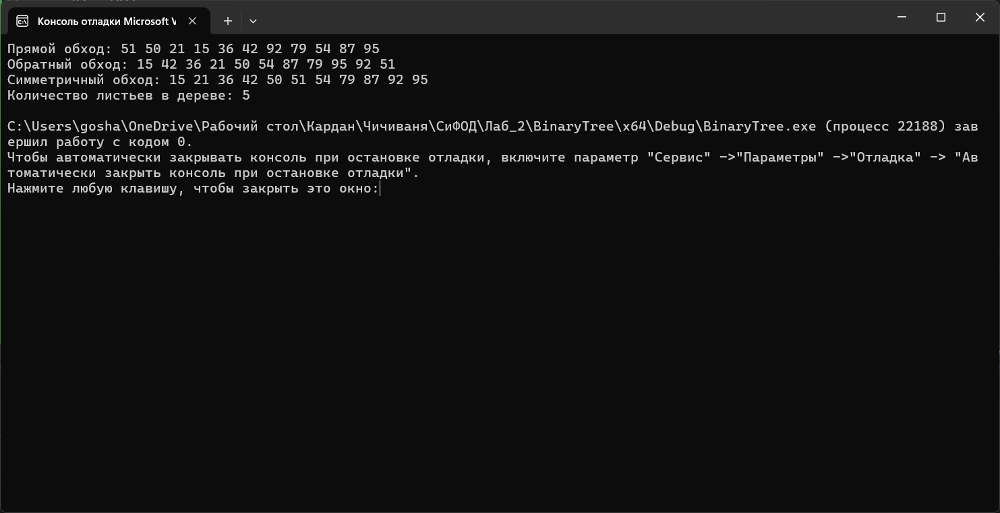 Консоль отладки Microsoft V
Прямой обход: 51 50 21 15 36 42 92 79 54 87 95
Обратный обход: 15 42 36 21 50 54 87 79 95 92 51
Симметричный обход: 15 21 36 42 50 51 54 79 87 92 95
Количество листьев в дереве: 5
C:\Users\gosha\OneDrive\Рабочий стол\Кардан\Чичиваня\СиФОД\Лаб_2\BinaryTree\x64\Debug\BinaryTree.exe (процесс 22188) зав
ершил работу с кодом 0.
Чтобы автоматически закрывать консоль при остановке отладки, включите параметр "Сервис" ->"Параметры" ->"Отладка" -> "Ав
томатически закрыть консоль при остановке отладки".
Нажмите любую клавишу, чтобы закрыть это окно: